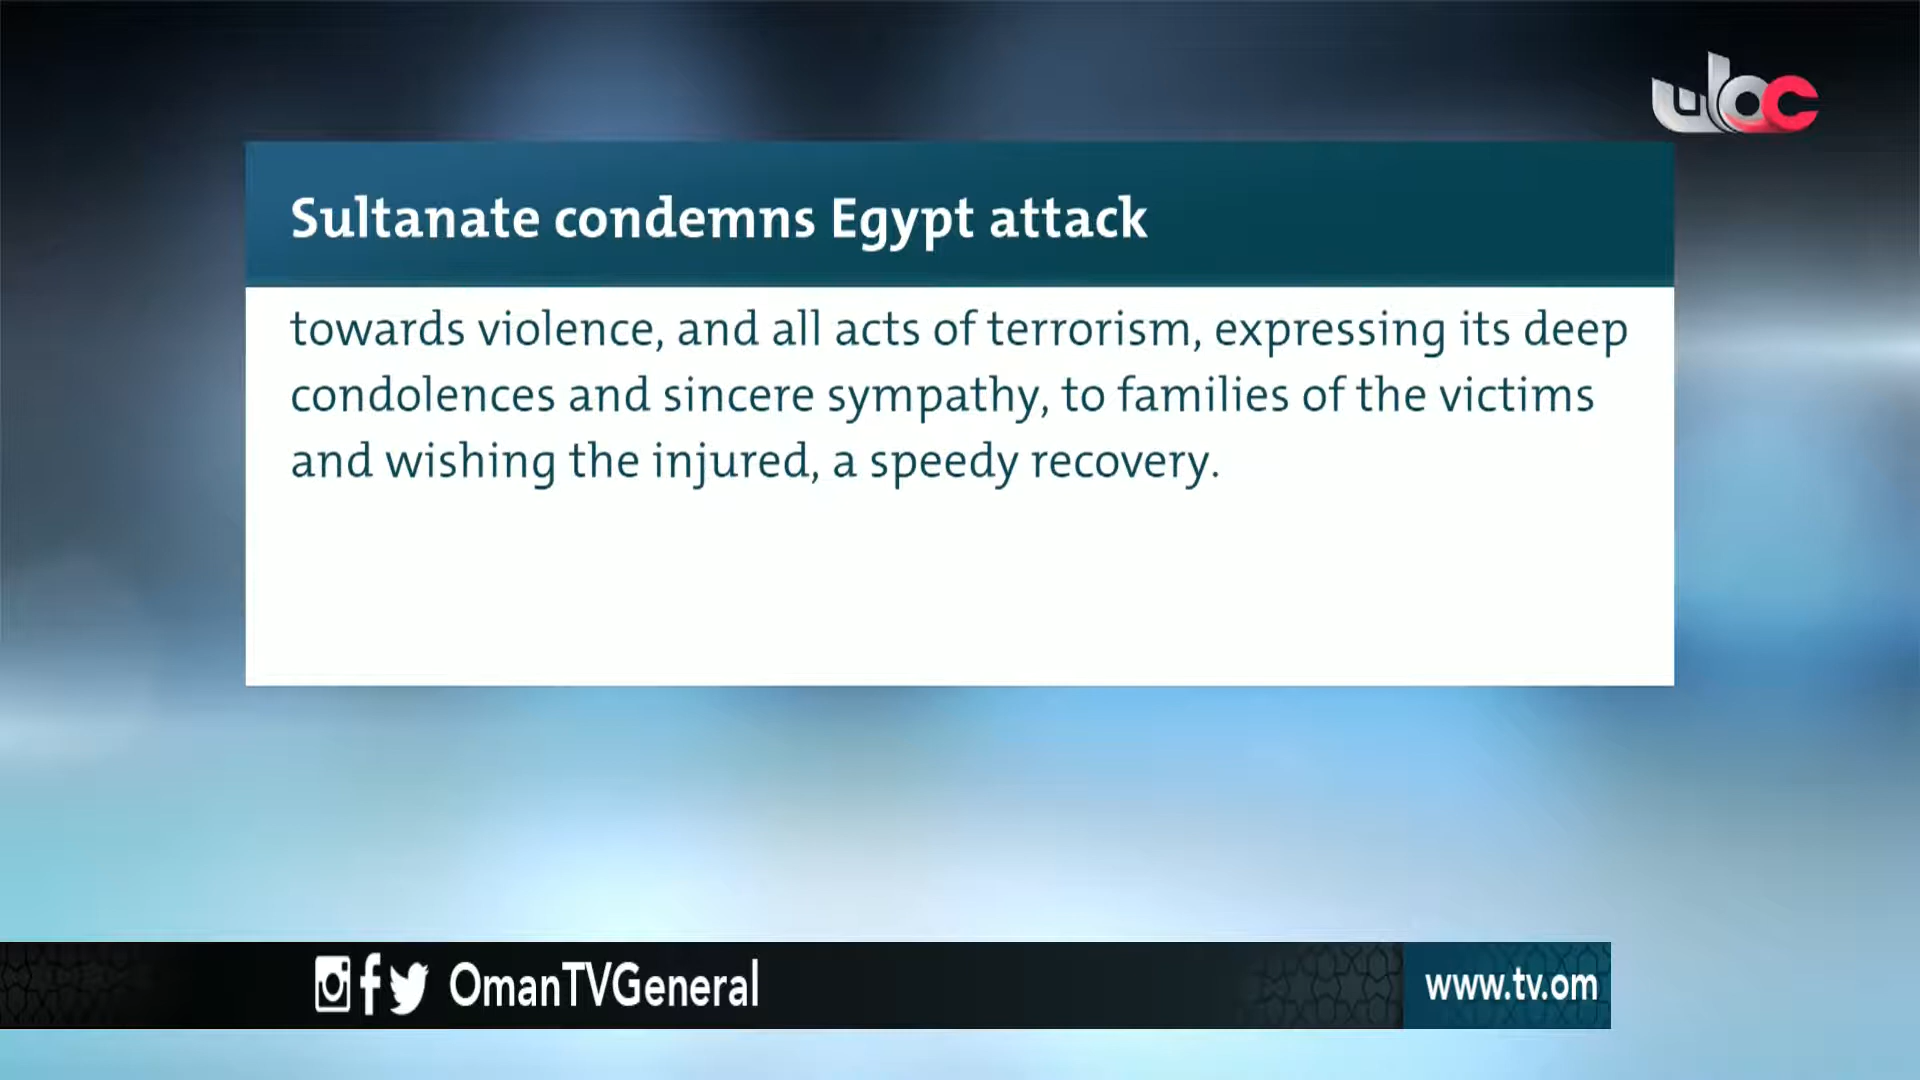 عمان
Sultanate condemns Egypt attack
towards violence, and all acts of terrorism, expressing its deep
condolences and sincere sympathy, to families of the victims
and wishing the injured, a speedy recovery.
OmanTVGeneral
www.tv.om